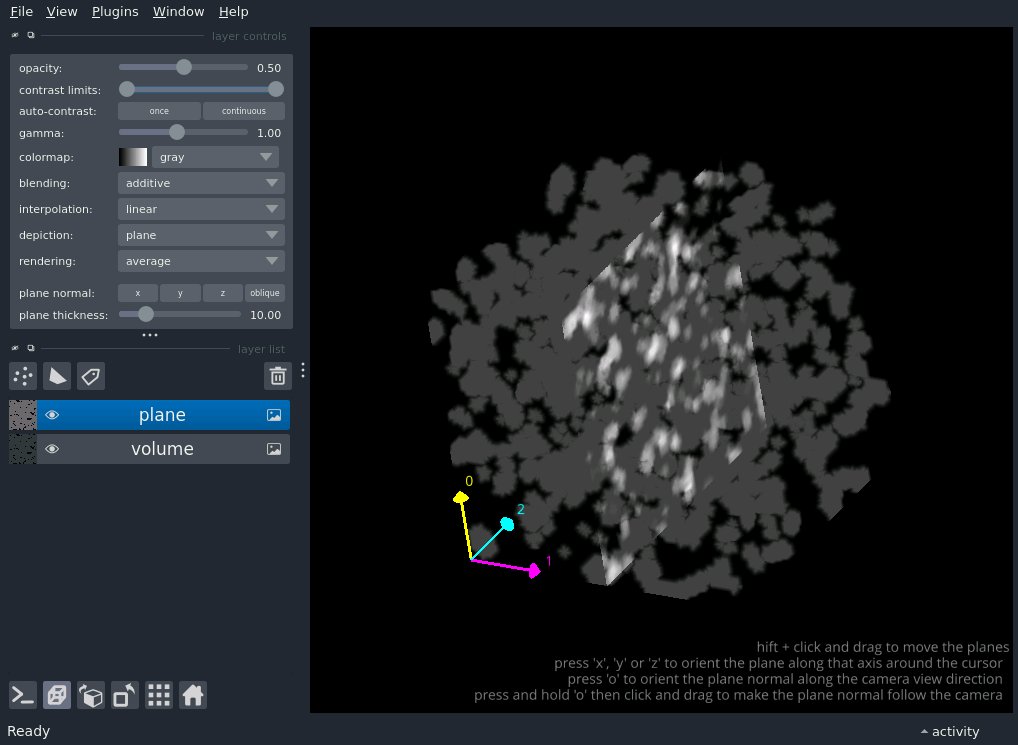 File View Plugins Window Help
layer controls
opacity: 0.50
contrast limits:
auto-contrast: once continuous
gamma: 1.00
colormap: gray
blending: additive
interpolation: linear
depiction: plane
rendering: average
plane normal: x y z oblique
plane thickness: 10.00
layer list
plane
volume
0
2
1
hift + click and drag to move the planes
press 'x', 'y' or 'z' to orient the plane along that axis around the cursor
press 'o' to orient the plane normal along the camera view direction
press and hold 'o' then click and drag to make the plane normal follow the camera
Ready activity